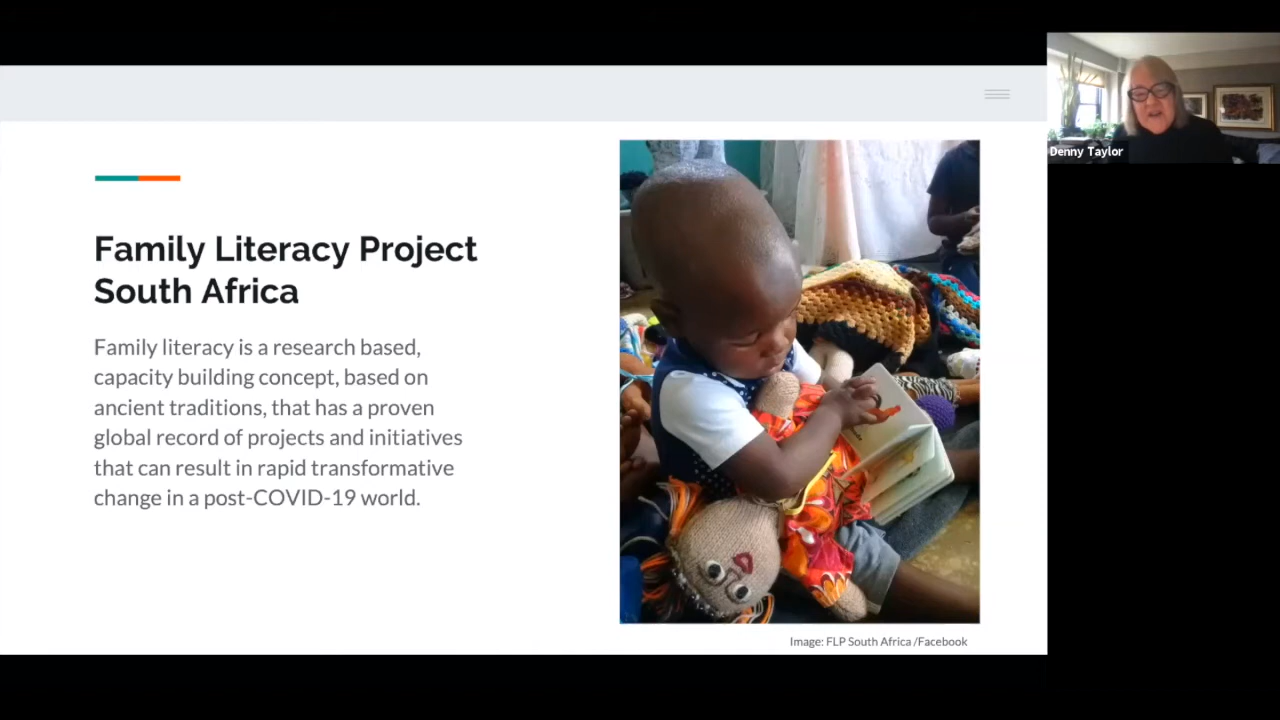 Denny Taylor
Family Literacy Project
South Africa
Family literacy is a research based,
capacity building concept, based on
ancient traditions, that has a proven
global record of projects and initiatives
that can result in rapid transformative
change in a post-COVID-19 world.
Image: FLP South Africa /Facebook